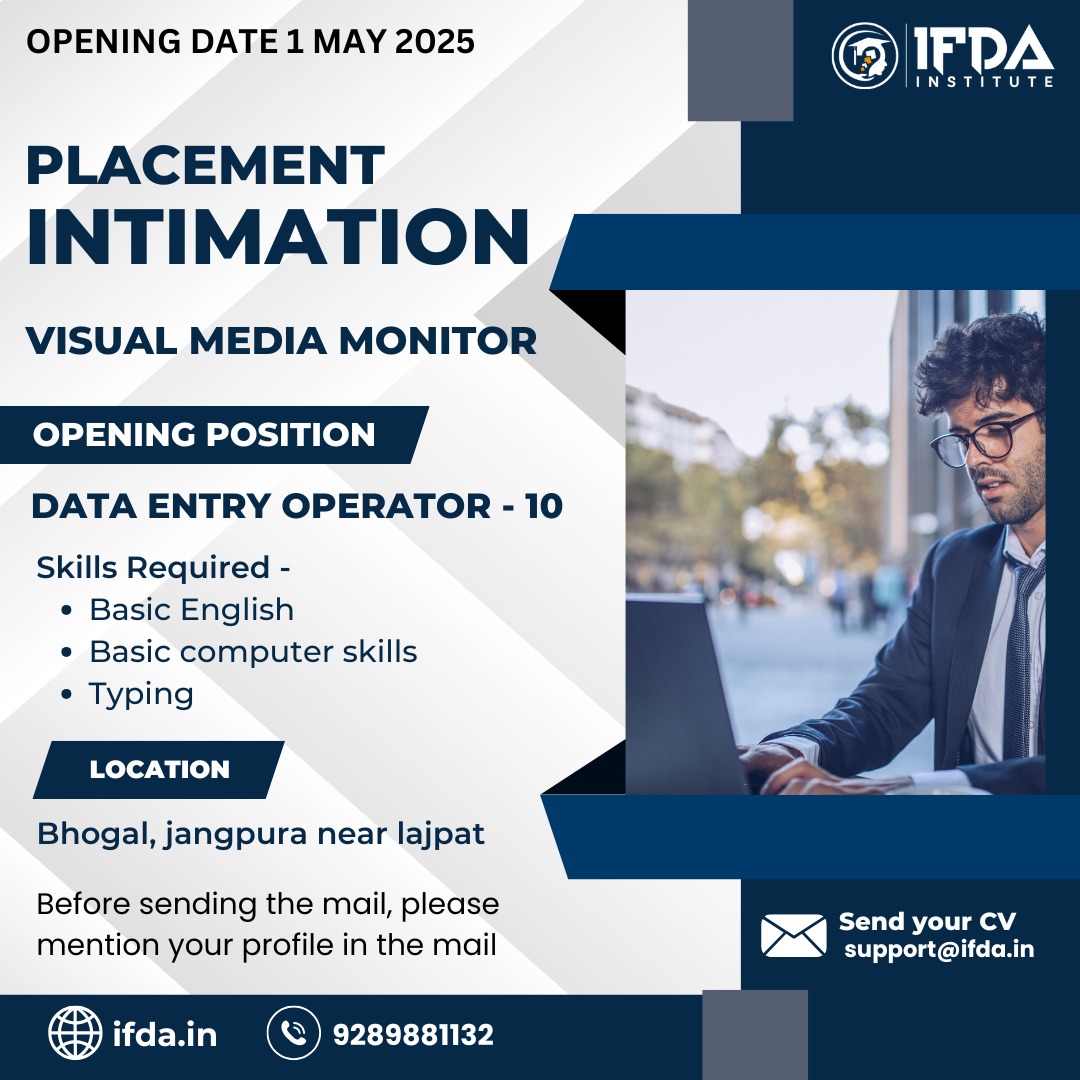 OPENING DATE 1 MAY 2025
IFDA
INSTITUTE
PLACEMENT
INTIMATION
VISUAL MEDIA MONITOR
OPENING POSITION
DATA ENTRY OPERATOR - 10
Skills Required -
• Basic English
• Basic computer skills
• Typing
LOCATION
Bhogal, jangpura near lajpat
Before sending the mail, please
mention your profile in the mail
Send your CV
support@ifda.in
ifda.in
9289881132